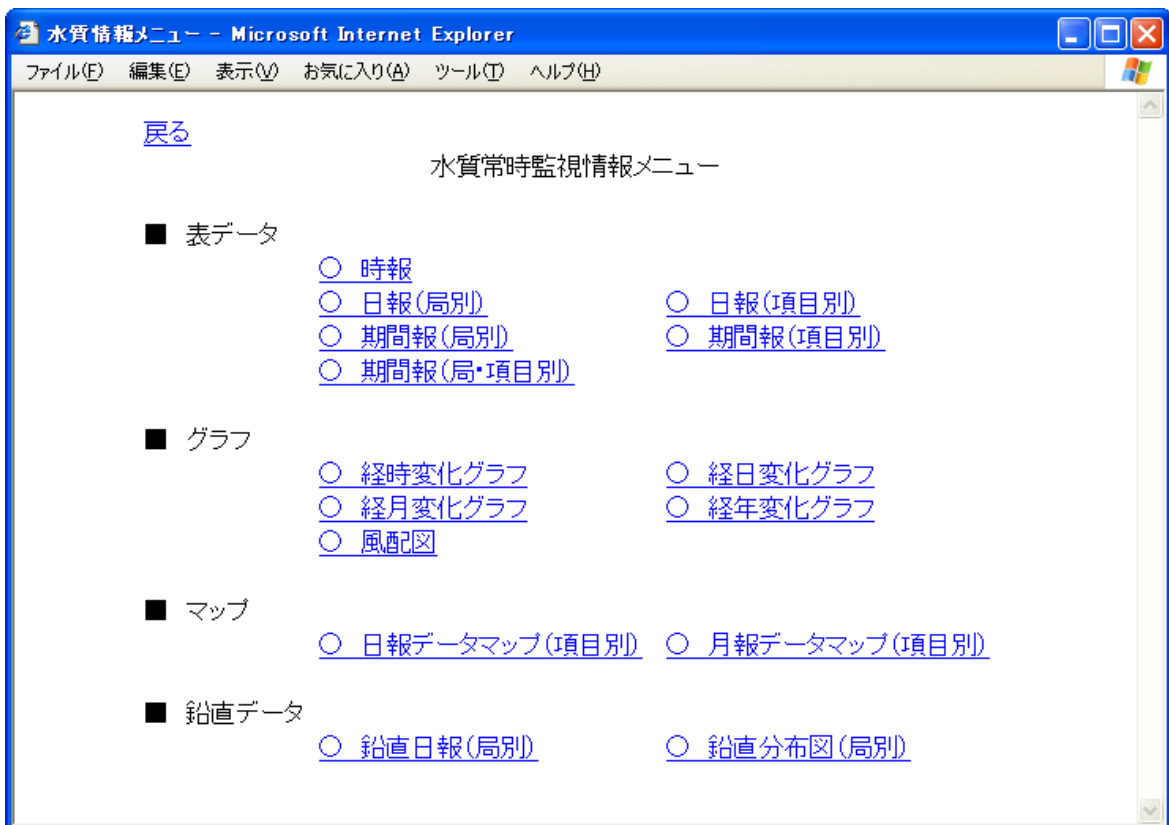 水質情報メニュー - Microsoft Internet Explorer
ファイル(F) 編集(E) 表示(V) お気に入り(A) ツール(T) ヘルプ(H)
戻る
水質常時監視情報メニュー
■ 表データ
○ 時報
○ 日報(局別) ○ 日報(項目別)
○ 期間報(局別) ○ 期間報(項目別)
○ 期間報(局・項目別)
■ グラフ
○ 経時変化グラフ ○ 経日変化グラフ
○ 経月変化グラフ ○ 経年変化グラフ
○ 風配図
■ マップ
○ 日報データマップ(項目別) ○ 月報データマップ(項目別)
■ 鉛直データ
○ 鉛直日報(局別) ○ 鉛直分布図(局別)